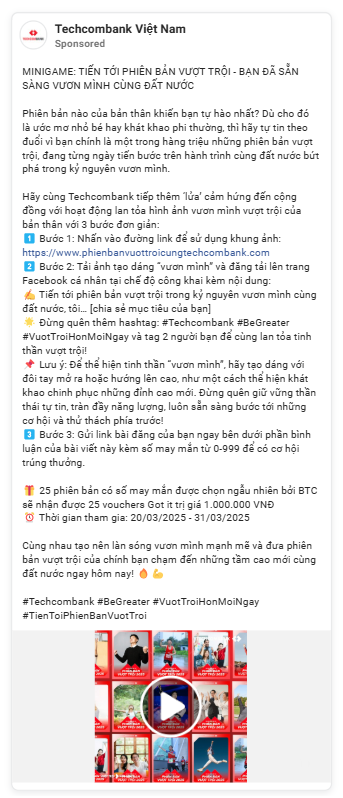 Techcombank Việt Nam
Sponsored
MINIGAME: TIẾN TỚI PHIÊN BẢN VƯỢT TRỘI - BẠN ĐÃ SẴN
SÀNG VƯƠN MÌNH CÙNG ĐẤT NƯỚC
Phiên bản nào của bản thân khiến bạn tự hào nhất? Dù cho đó
là ước mơ nhỏ bé hay khát khao phi thường, thì hãy tự tin theo
đuổi vì bạn chính là một trong hàng triệu những phiên bản vượt
trội, đang từng ngày tiến bước trên hành trình cùng đất nước bứt
phá trong kỷ nguyên vươn mình.
Hãy cùng Techcombank tiếp thêm ‘lửa’ cảm hứng đến cộng
đồng với hoạt động lan tỏa hình ảnh vươn mình vượt trội của
bản thân với 3 bước đơn giản:
1️⃣ Bước 1: Nhấn vào đường link để sử dụng khung ảnh:
https://www.phienbanvuottroicungtechcombank.com
2️⃣ Bước 2: Tải ảnh tạo dáng “vươn mình” và đăng tải lên trang
Facebook cá nhân tại chế độ công khai kèm nội dung:
✍️ Tiến tới phiên bản vượt trội trong kỷ nguyên vươn mình cùng
đất nước, tôi... [chia sẻ mục tiêu của bạn]
🌟 Đừng quên thêm hashtag: #Techcombank #BeGreater
#VuotTroiHonMoiNgay và tag 2 người bạn để cùng lan tỏa tinh
thần vượt trội!
📌 Lưu ý: Để thể hiện tinh thần “vươn mình”, hãy tạo dáng với
đôi tay mở ra hoặc hướng lên cao, như một cách thể hiện khát
khao chinh phục những đỉnh cao mới. Đừng quên giữ vững thần
thái tự tin, tràn đầy năng lượng, luôn sẵn sàng bước tới những
cơ hội và thử thách phía trước!
3️⃣ Bước 3: Gửi link bài đăng của bạn ngay bên dưới phần bình
luận của bài viết này kèm số may mắn từ 0-999 để có cơ hội
trúng thưởng.
🎁 25 phiên bản có số may mắn được chọn ngẫu nhiên bởi BTC
sẽ nhận được 25 vouchers Got it trị giá 1.000.000 VNĐ
⏰ Thời gian tham gia: 20/03/2025 - 31/03/2025
Cùng nhau tạo nên làn sóng vươn mình mạnh mẽ và đưa phiên
bản vượt trội của chính bạn chạm đến những tầm cao mới cùng
đất nước ngay hôm nay! 🔥 💪
#Techcombank #BeGreater #VuotTroiHonMoiNgay
#TienToiPhienBanVuotTroi